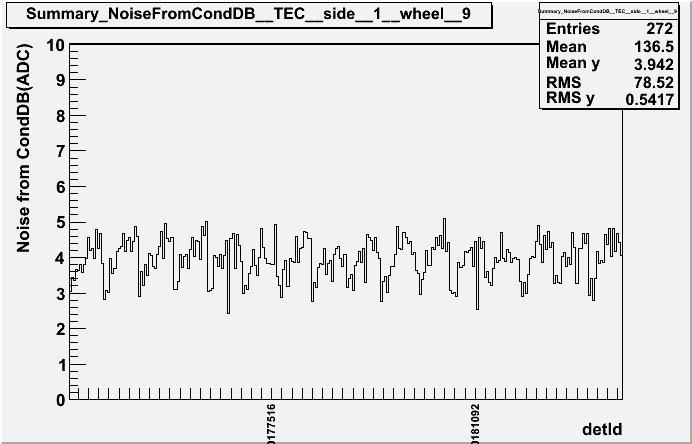 Summary_NoiseFromCondDB__TEC__side__1__wheel__9
Summary_NoiseFromCondDB__TEC__side__1__wheel__9
Entries 272
Mean 136.5
Mean y 3.942
RMS 78.52
RMS y 0.5417
Noise from CondDB(ADC)
10
9
8
7
6
5
4
3
2
1
0
0177516
0181092
detId